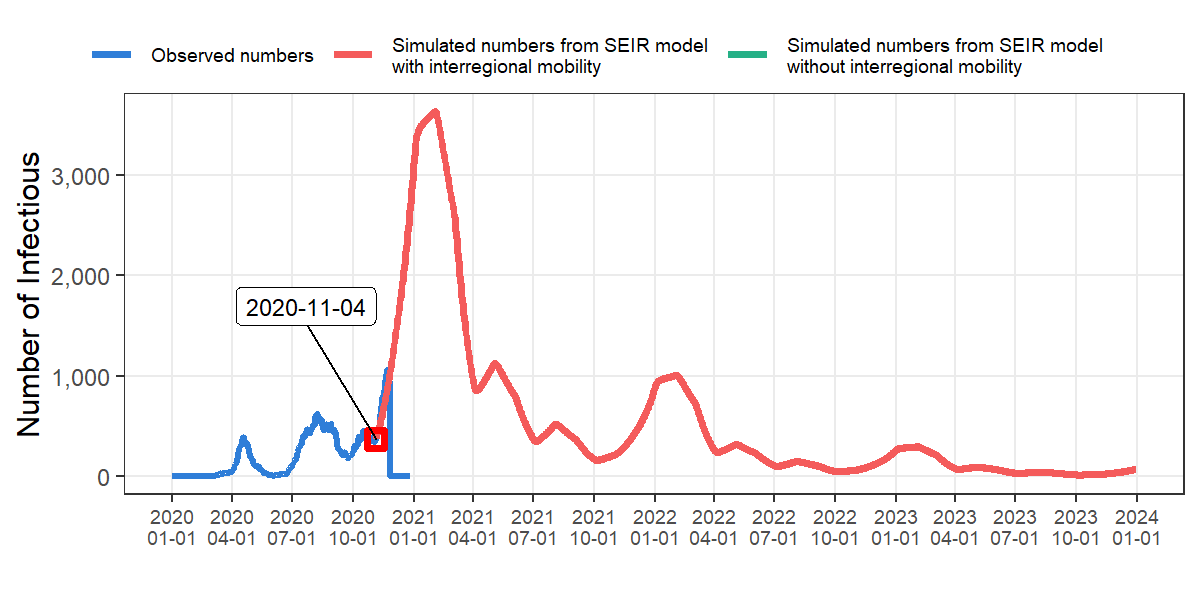 Observed numbers
Simulated numbers from SEIR model
with interregional mobility
Simulated numbers from SEIR model
without interregional mobility
Number of Infectious
3,000
2,000
1,000
0
2020-11-04
2020 2020 2020 2020 2021 2021 2021 2021 2022 2022 2022 2022 2023 2023 2023 2023 2024
01-01 04-01 07-01 10-01 01-01 04-01 07-01 10-01 01-01 04-01 07-01 10-01 01-01 04-01 07-01 10-01 01-01